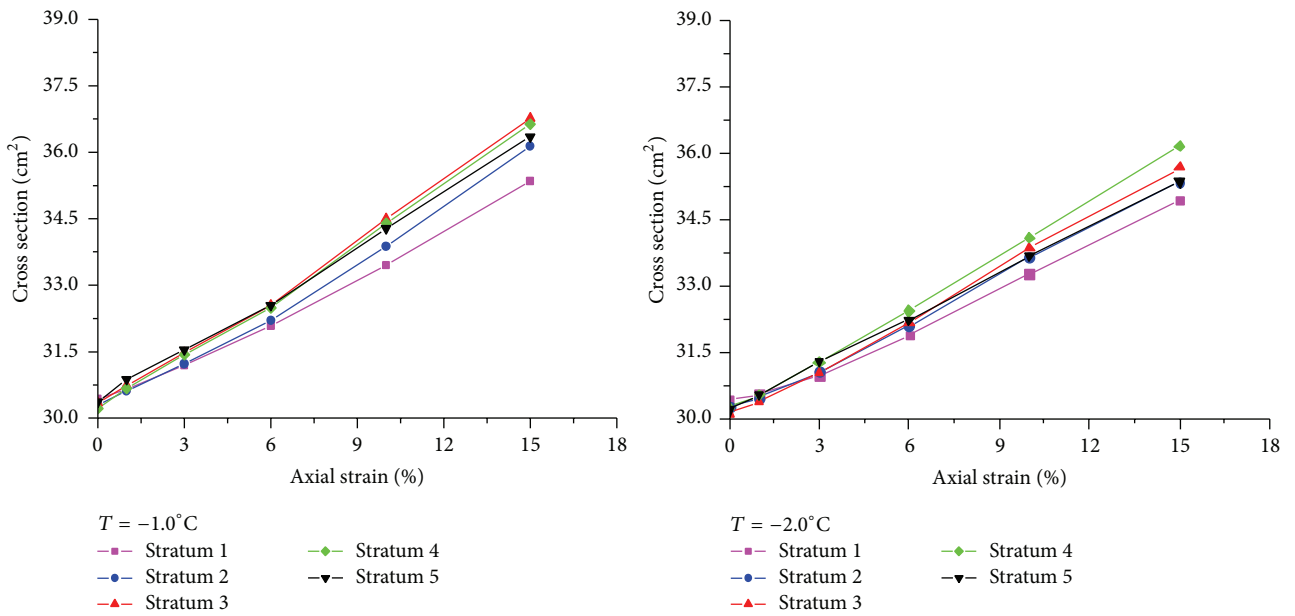 39.0
37.5
36.0
34.5
33.0
31.5
30.0
Cross section (cm²)
0 3 6 9 12 15 18
Axial strain (%)
T = −1.0°C
Stratum 1
Stratum 2
Stratum 3
Stratum 4
Stratum 5
39.0
37.5
36.0
34.5
33.0
31.5
30.0
Cross section (cm²)
0 3 6 9 12 15 18
Axial strain (%)
T = −2.0°C
Stratum 1
Stratum 2
Stratum 3
Stratum 4
Stratum 5